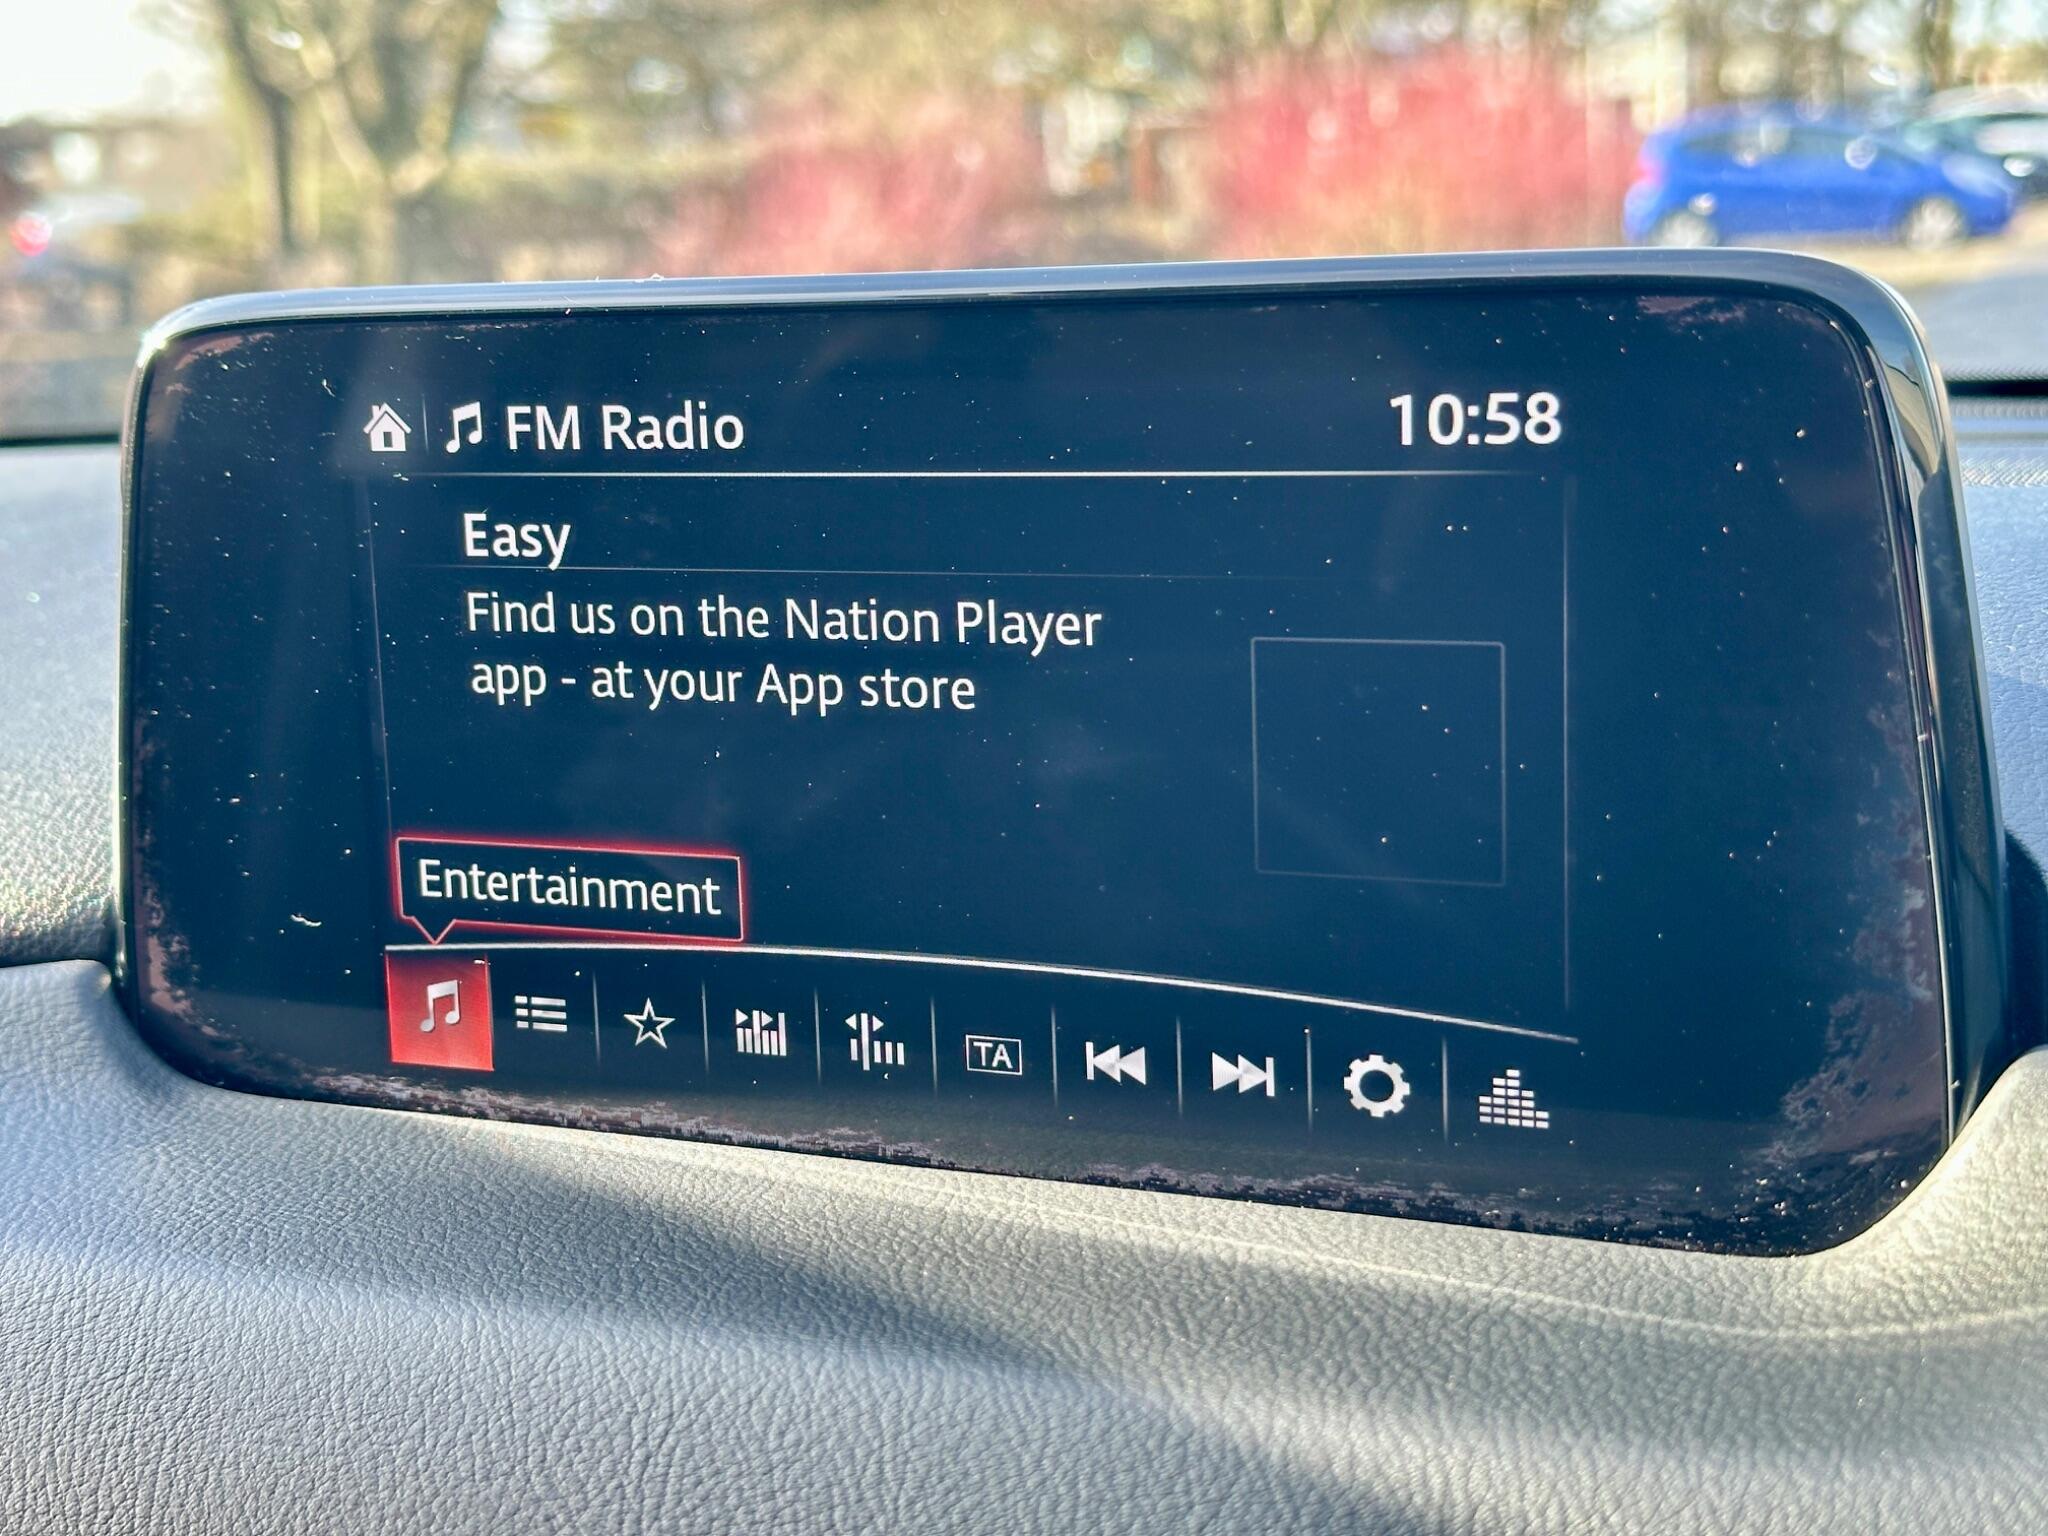 FM Radio
10:58
Easy
Find us on the Nation Player
app - at your App store
Entertainment
TA